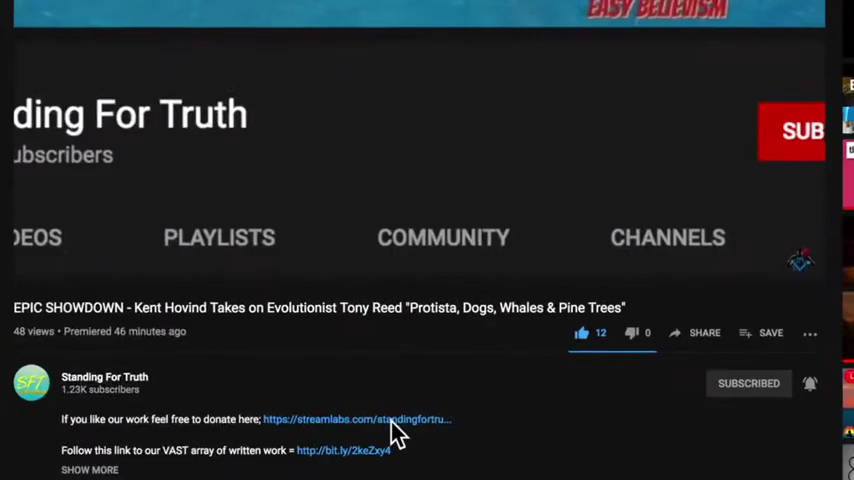 EASY BELIEVISM
ding For Truth
SUB
ubscribers
DEOS
PLAYLISTS
COMMUNITY
CHANNELS
EPIC SHOWDOWN - Kent Hovind Takes on Evolutionist Tony Reed "Protista, Dogs, Whales & Pine Trees"
48 views • Premiered 46 minutes ago
12
0
SHARE
SAVE
SFT
Standing For Truth
1.23K subscribers
SUBSCRIBED
If you like our work feel free to donate here; https://streamlabs.com/standingfortru...
Follow this link to our VAST array of written work = http://bit.ly/2keZxy4
SHOW MORE